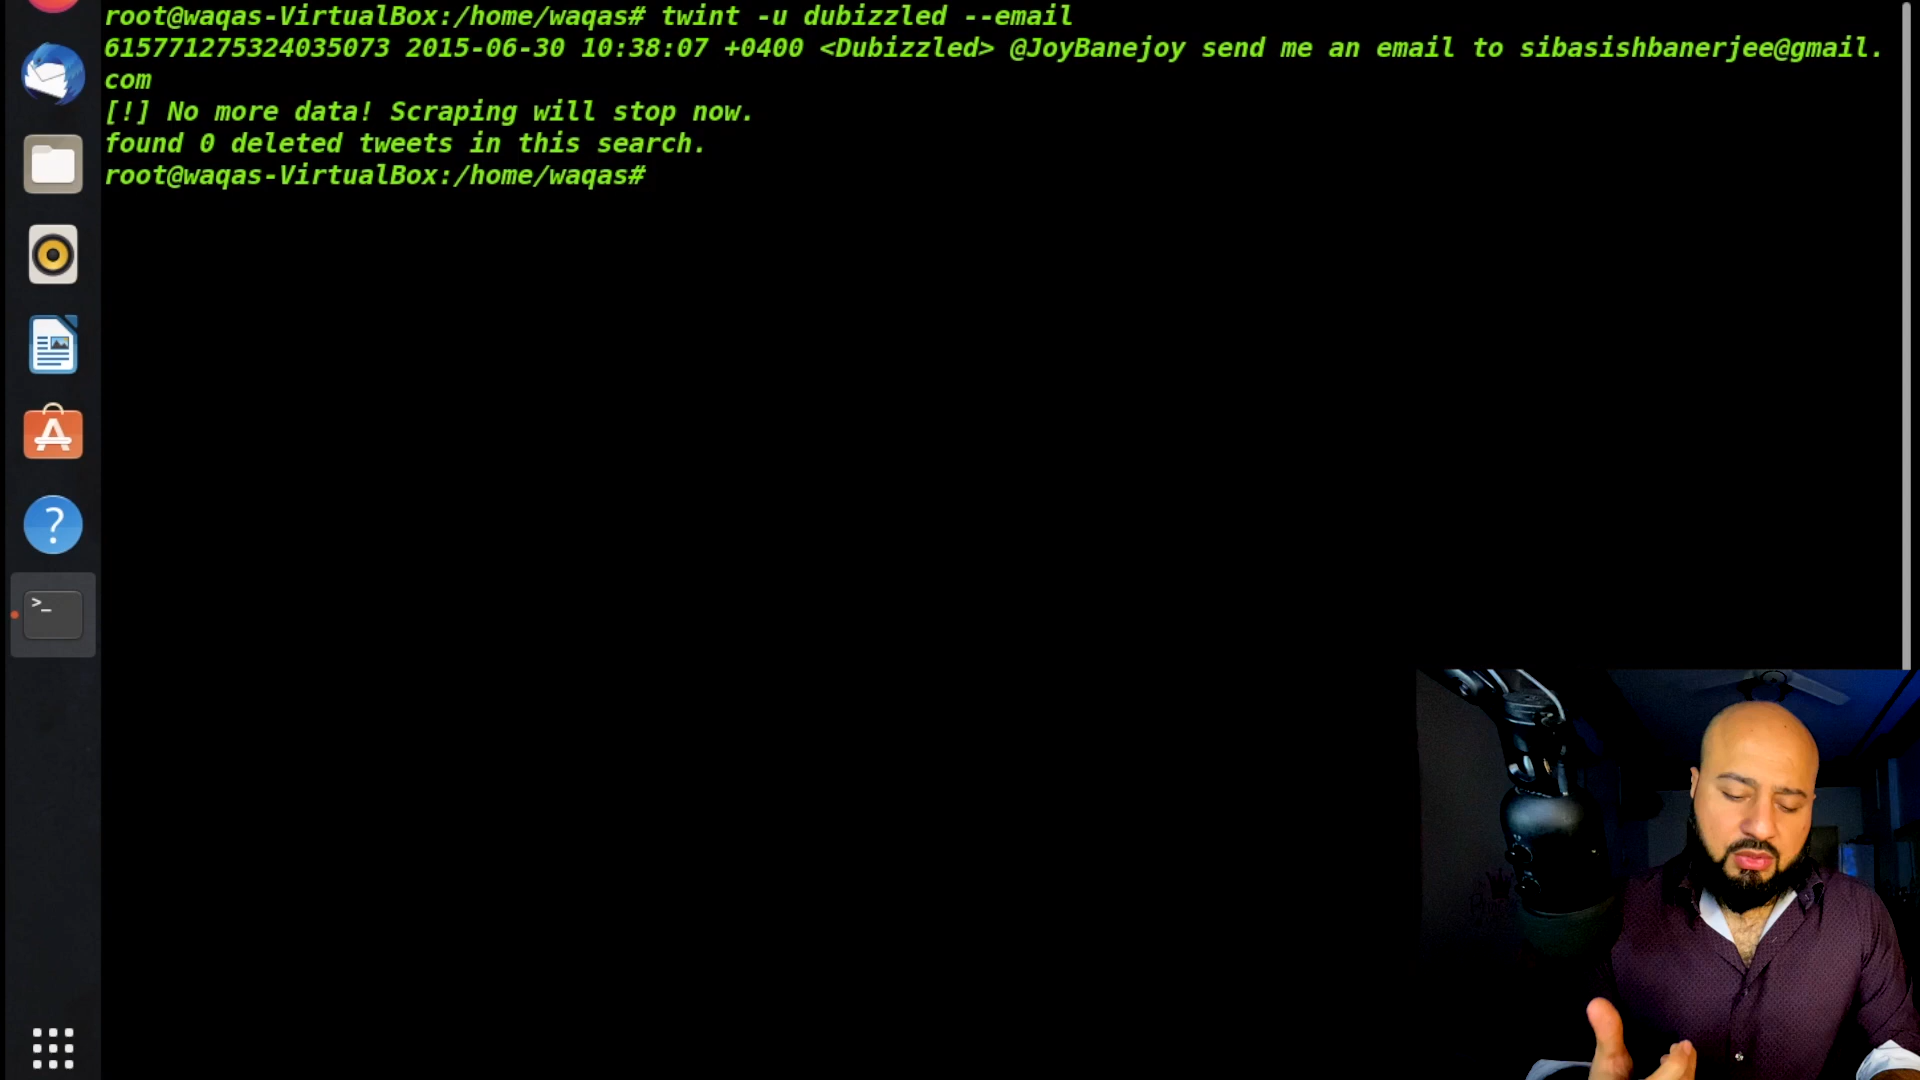 root@waqas-VirtualBox:/home/waqas# twint -u dubizzled --email
615771275324035073 2015-06-30 10:38:07 +0400 <Dubizzled> @JoyBanejoy send me an email to sibasishbanerjee@gmail.
com
[!] No more data! Scraping will stop now.
found 0 deleted tweets in this search.
root@waqas-VirtualBox:/home/waqas#